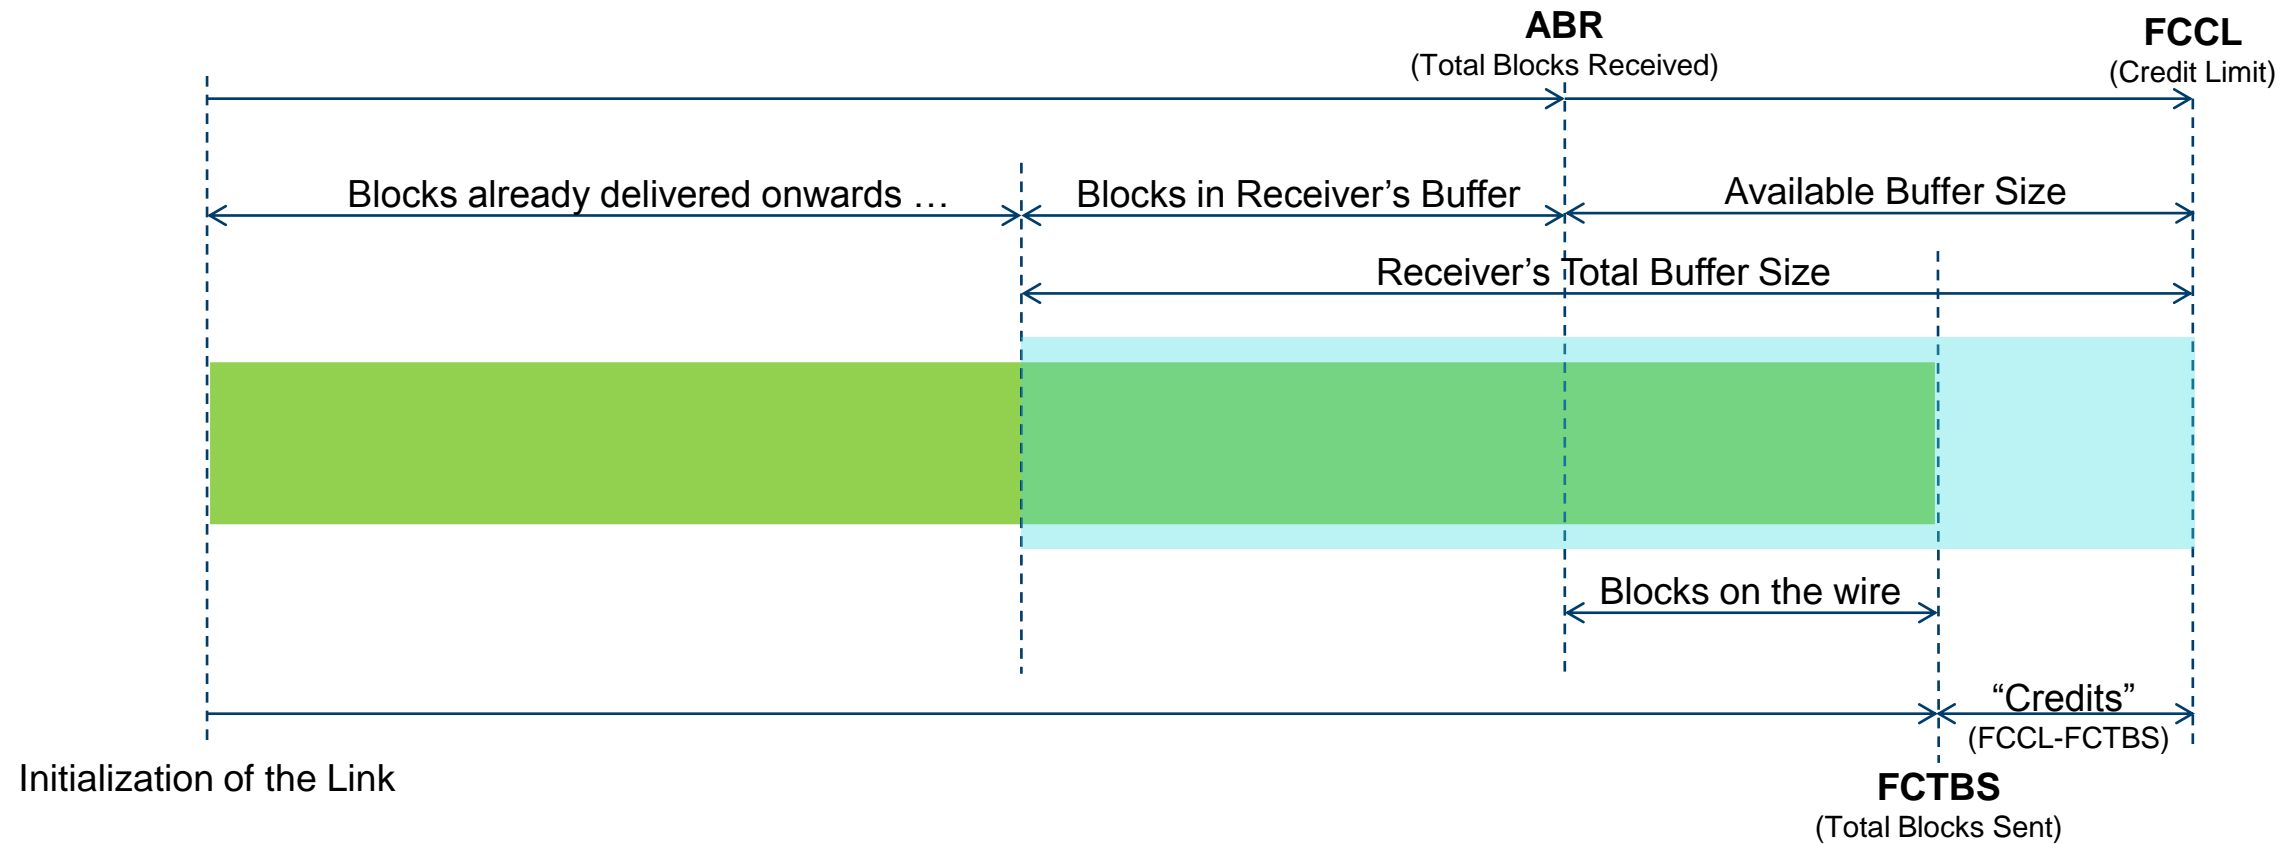 ABR
(Total Blocks Received)
FCCL
(Credit Limit)
Blocks already delivered onwards …
Blocks in Receiver’s Buffer
Available Buffer Size
Receiver’s Total Buffer Size
Blocks on the wire
“Credits”
(FCCL-FCTBS)
Initialization of the Link
FCTBS
(Total Blocks Sent)